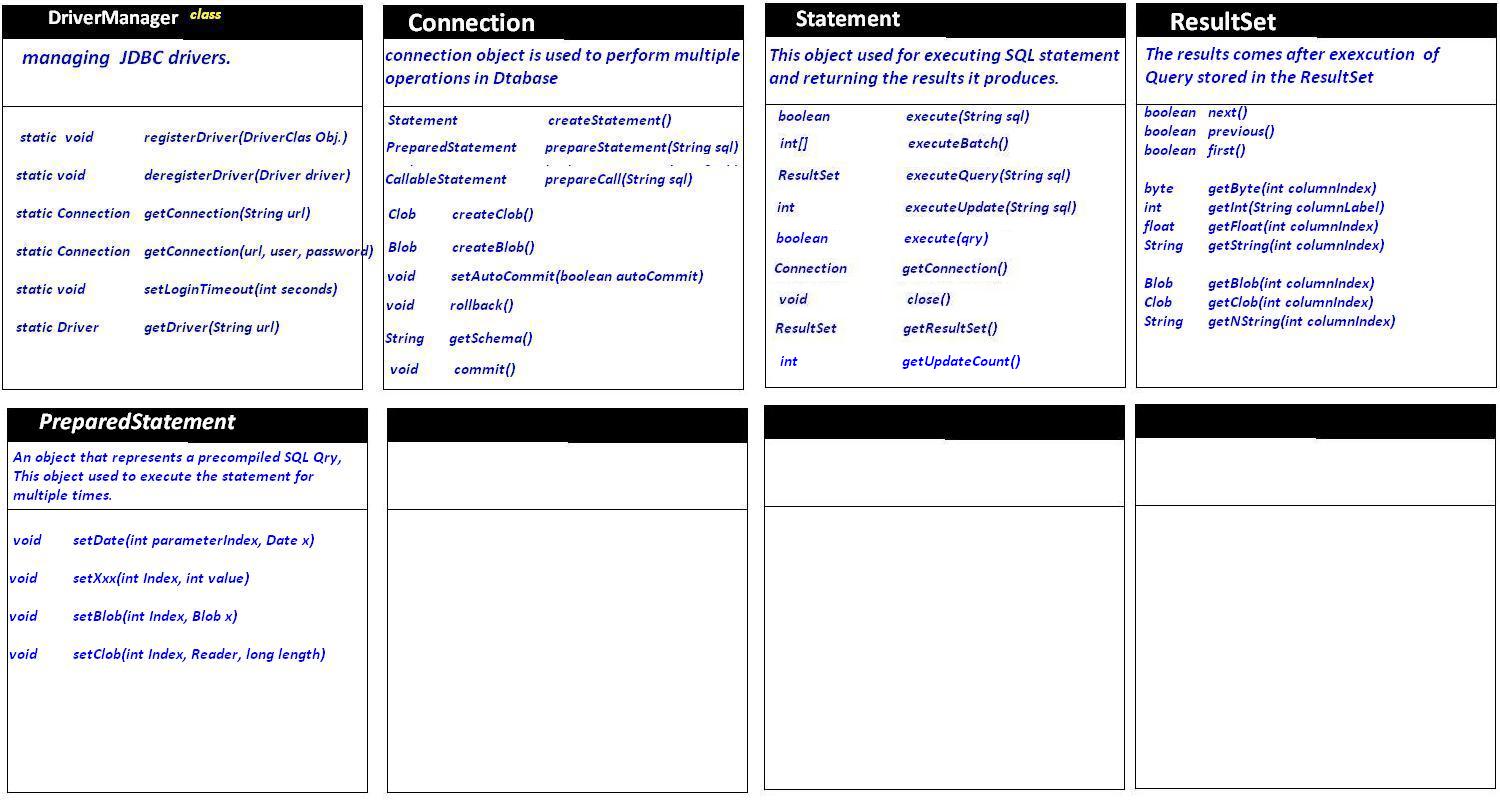 DriverManager class
managing JDBC drivers.
static void registerDriver(DriverClas Obj.)
static void deregisterDriver(Driver driver)
static Connection getConnection(String url)
static Connection getConnection(url, user, password)
static void setLoginTimeout(int seconds)
static Driver getDriver(String url)
Connection
connection object is used to perform multiple
operations in Dtabase
Statement createStatement()
PreparedStatement prepareStatement(String sql)
CallableStatement prepareCall(String sql)
Clob createClob()
Blob createBlob()
void setAutoCommit(boolean autoCommit)
void rollback()
String getSchema()
void commit()
Statement
This object used for executing SQL statement
and returning the results it produces.
boolean execute(String sql)
int[] executeBatch()
ResultSet executeQuery(String sql)
int executeUpdate(String sql)
boolean execute(qry)
Connection getConnection()
void close()
ResultSet getResultSet()
int getUpdateCount()
ResultSet
The results comes after exexcution of
Query stored in the ResultSet
boolean next()
boolean previous()
boolean first()
byte getByte(int columnIndex)
int getInt(String columnLabel)
float getFloat(int columnIndex)
String getString(int columnIndex)
Blob getBlob(int columnIndex)
Clob getClob(int columnIndex)
String getNString(int columnIndex)
PreparedStatement
An object that represents a precompiled SQL Qry,
This object used to execute the statement for
multiple times.
void setDate(int parameterIndex, Date x)
void setXxx(int Index, int value)
void setBlob(int Index, Blob x)
void setClob(int Index, Reader, long length)